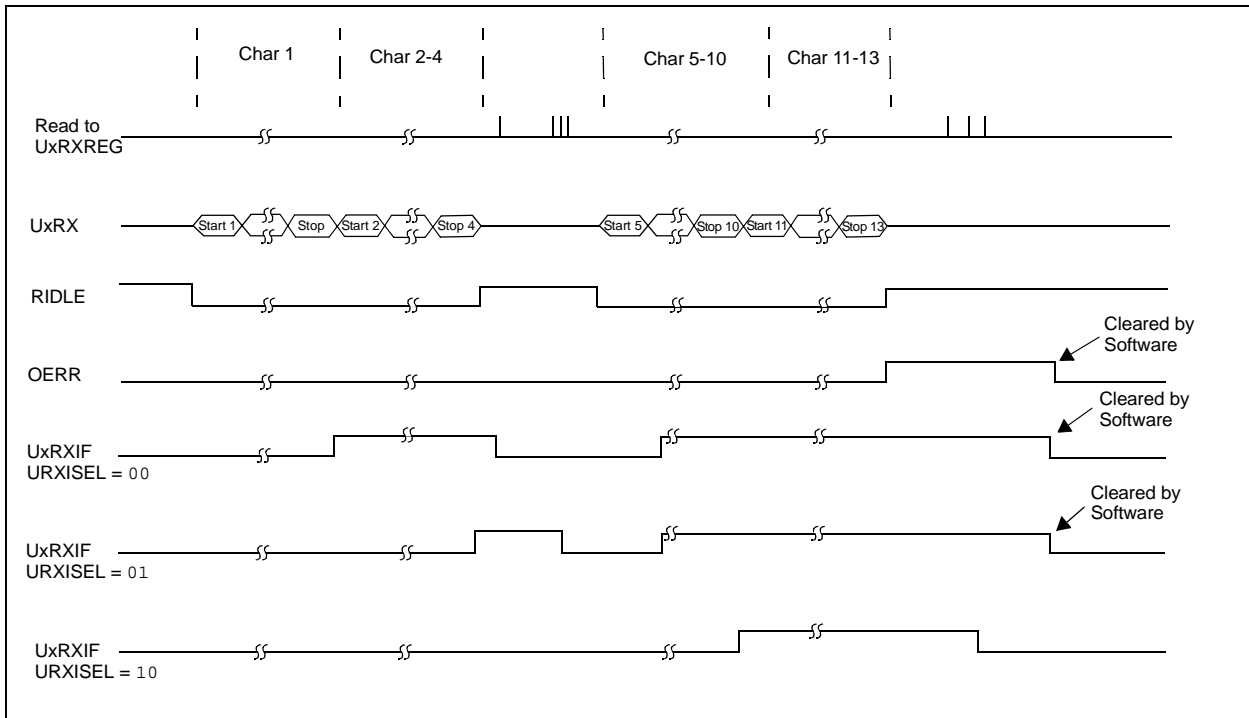 Char 1
Char 2-4
Char 5-10
Char 11-13
Read to
UxRXREG
UxRX
Start 1
Stop
Start 2
Stop 4
Start 5
Stop 10
Start 11
Stop 13
RIDLE
Cleared by
Software
OERR
Cleared by
Software
UxRXIF
URXISEL = 00
Cleared by
Software
UxRXIF
URXISEL = 01
UxRXIF
URXISEL = 10